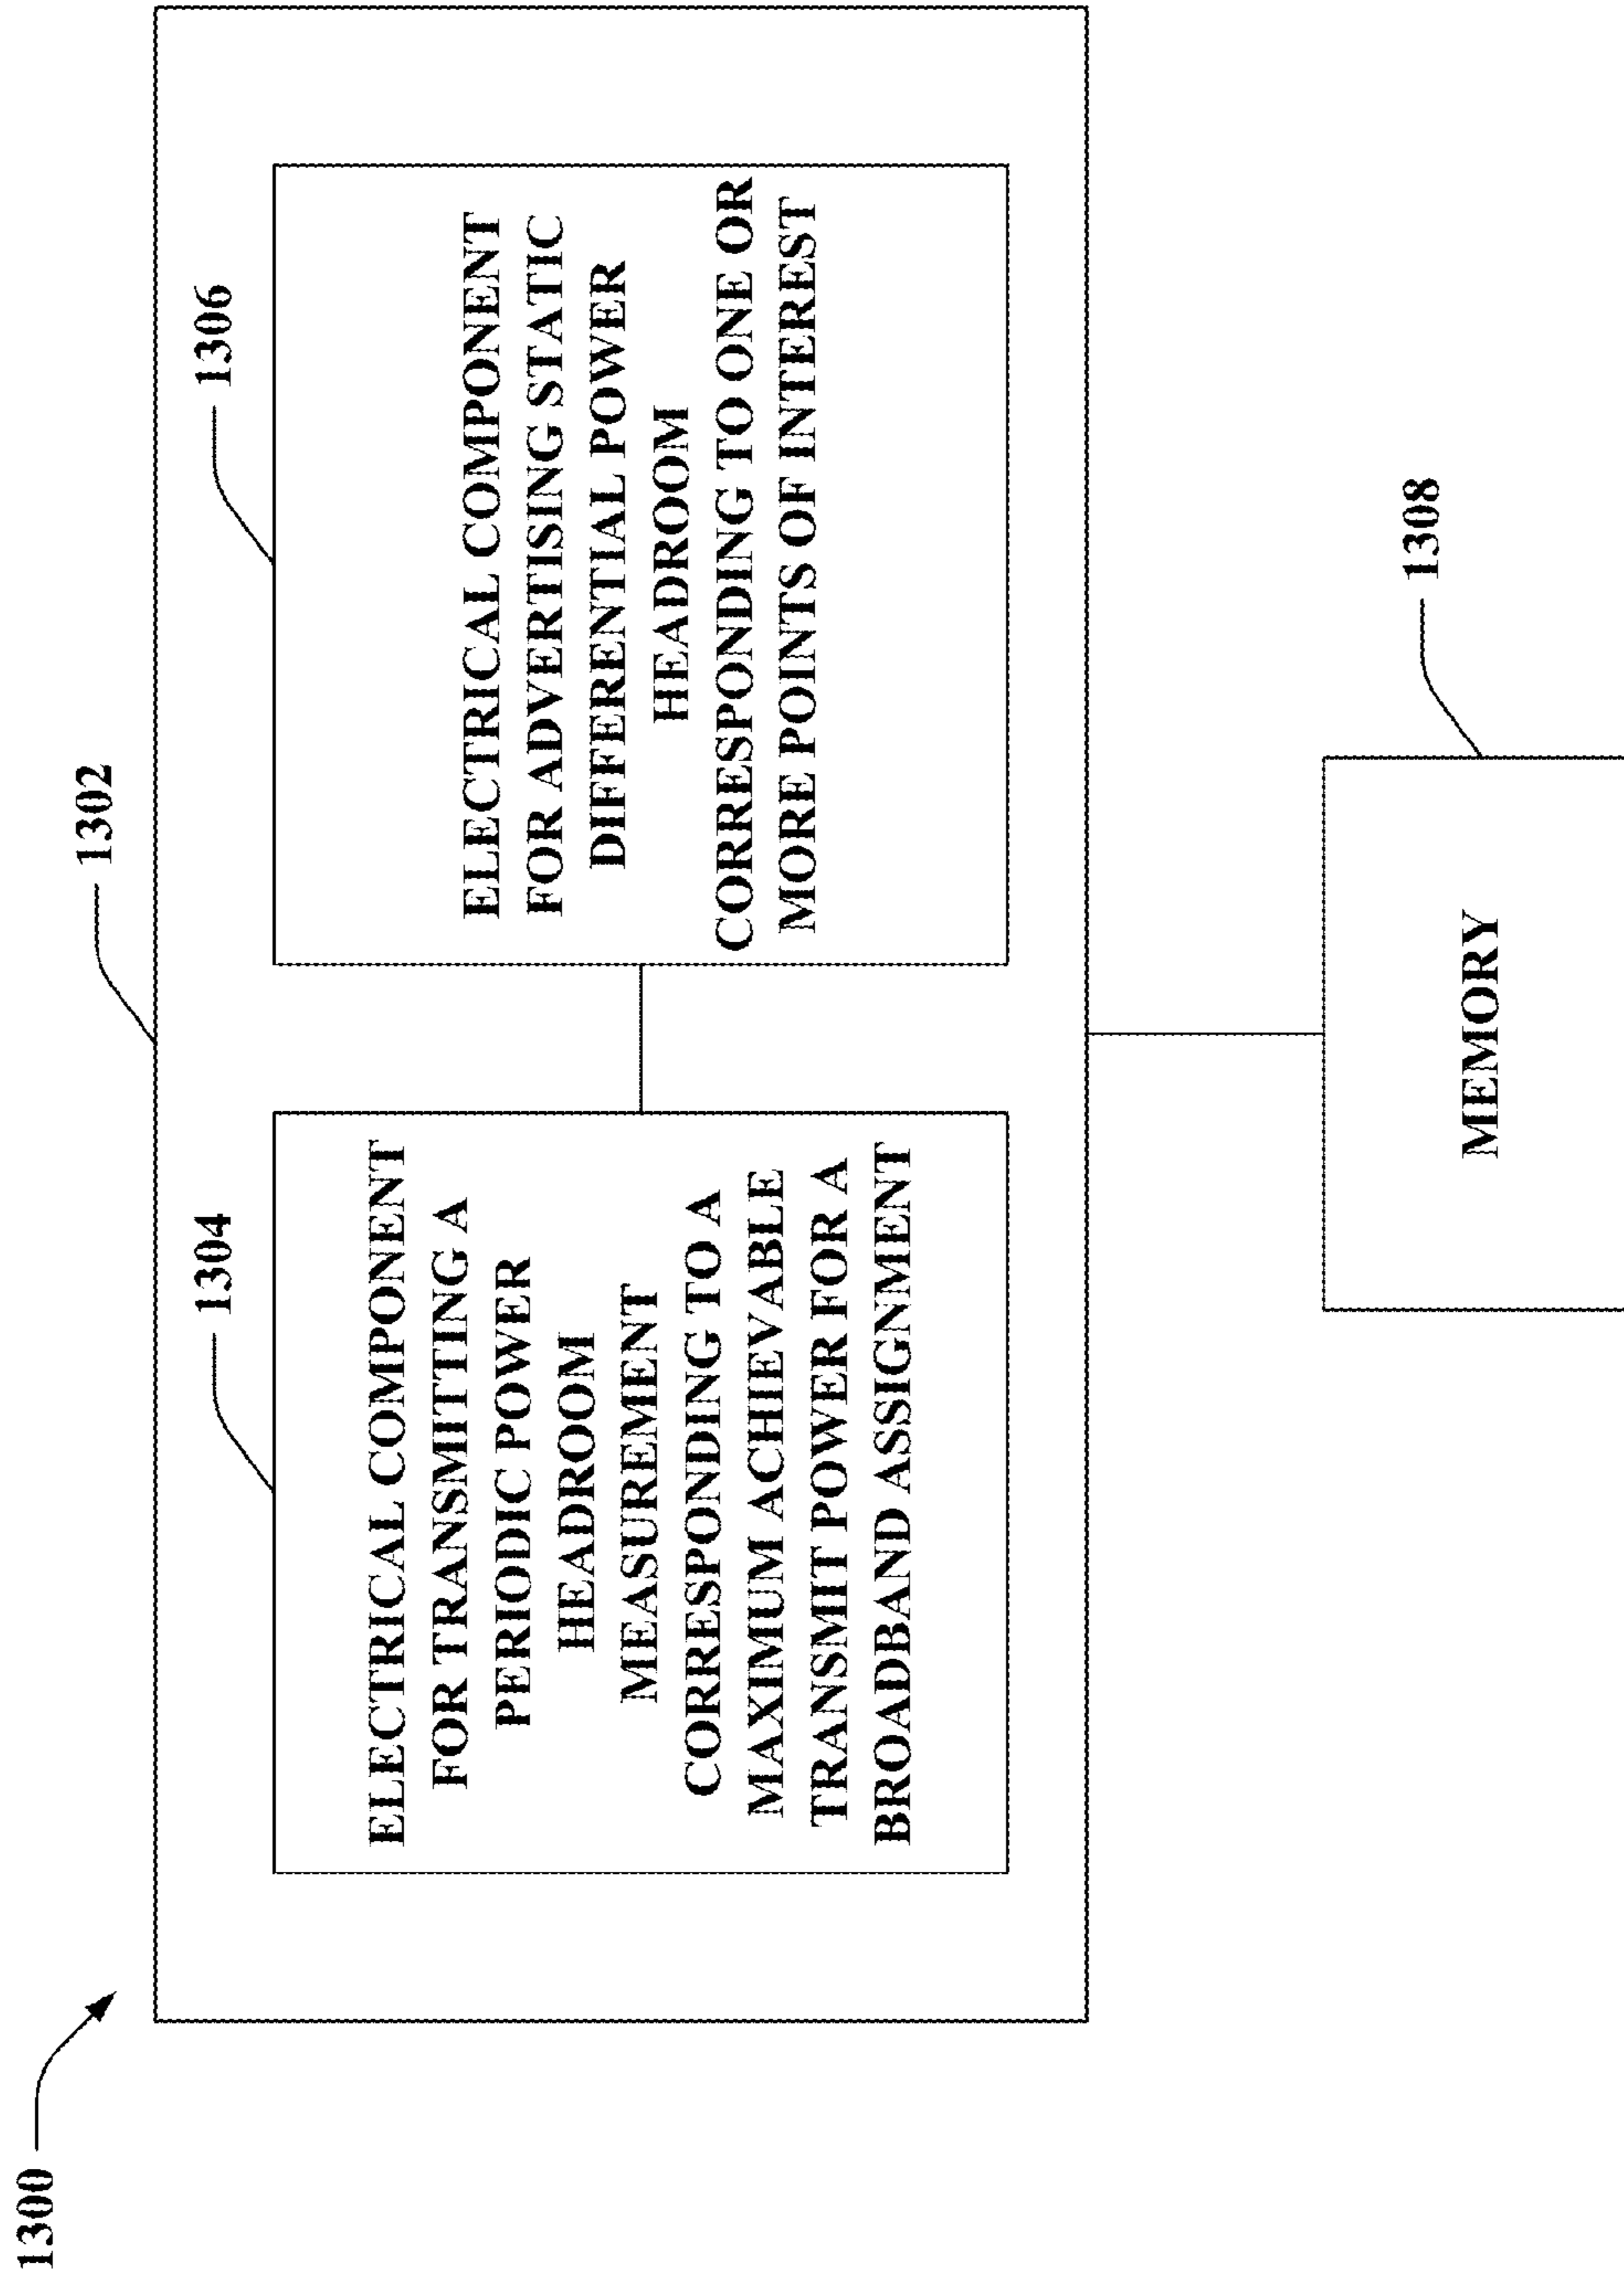 1300
1302
1304
ELECTRICAL COMPONENT
FOR TRANSMITTING A
PERIODIC POWER
HEADROOM
MEASUREMENT
CORRESPONDING TO A
MAXIMUM ACHIEVABLE
TRANSMIT POWER FOR A
BROADBAND ASSIGNMENT
1306
ELECTRICAL COMPONENT
FOR ADVERTISING STATIC
DIFFERENTIAL POWER
HEADROOM
CORRESPONDING TO ONE OR
MORE POINTS OF INTEREST
1308
MEMORY